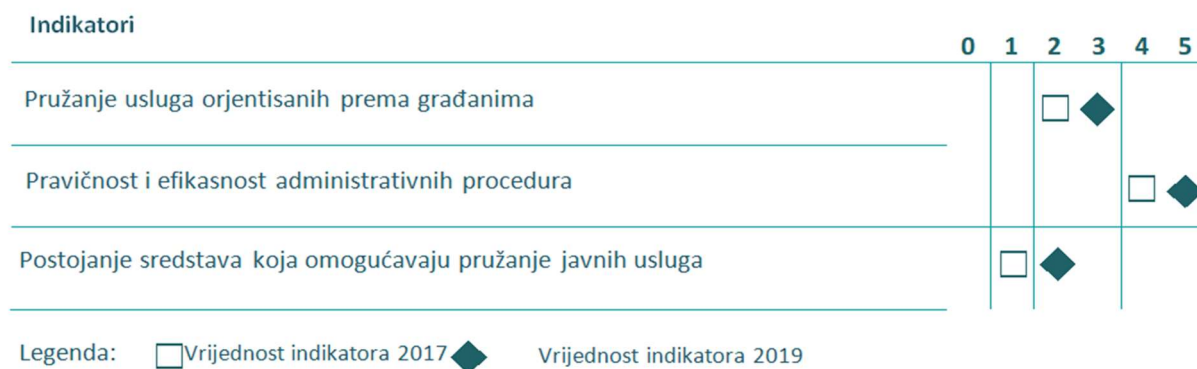 Indikatori
0 1 2 3 4 5
Pružanje usluga orjentisanih prema građanima
Pravičnost i efikasnost administrativnih procedura
Postojanje sredstava koja omogućavaju pružanje javnih usluga
Legenda: Vrijednost indikatora 2017 Vrijednost indikatora 2019